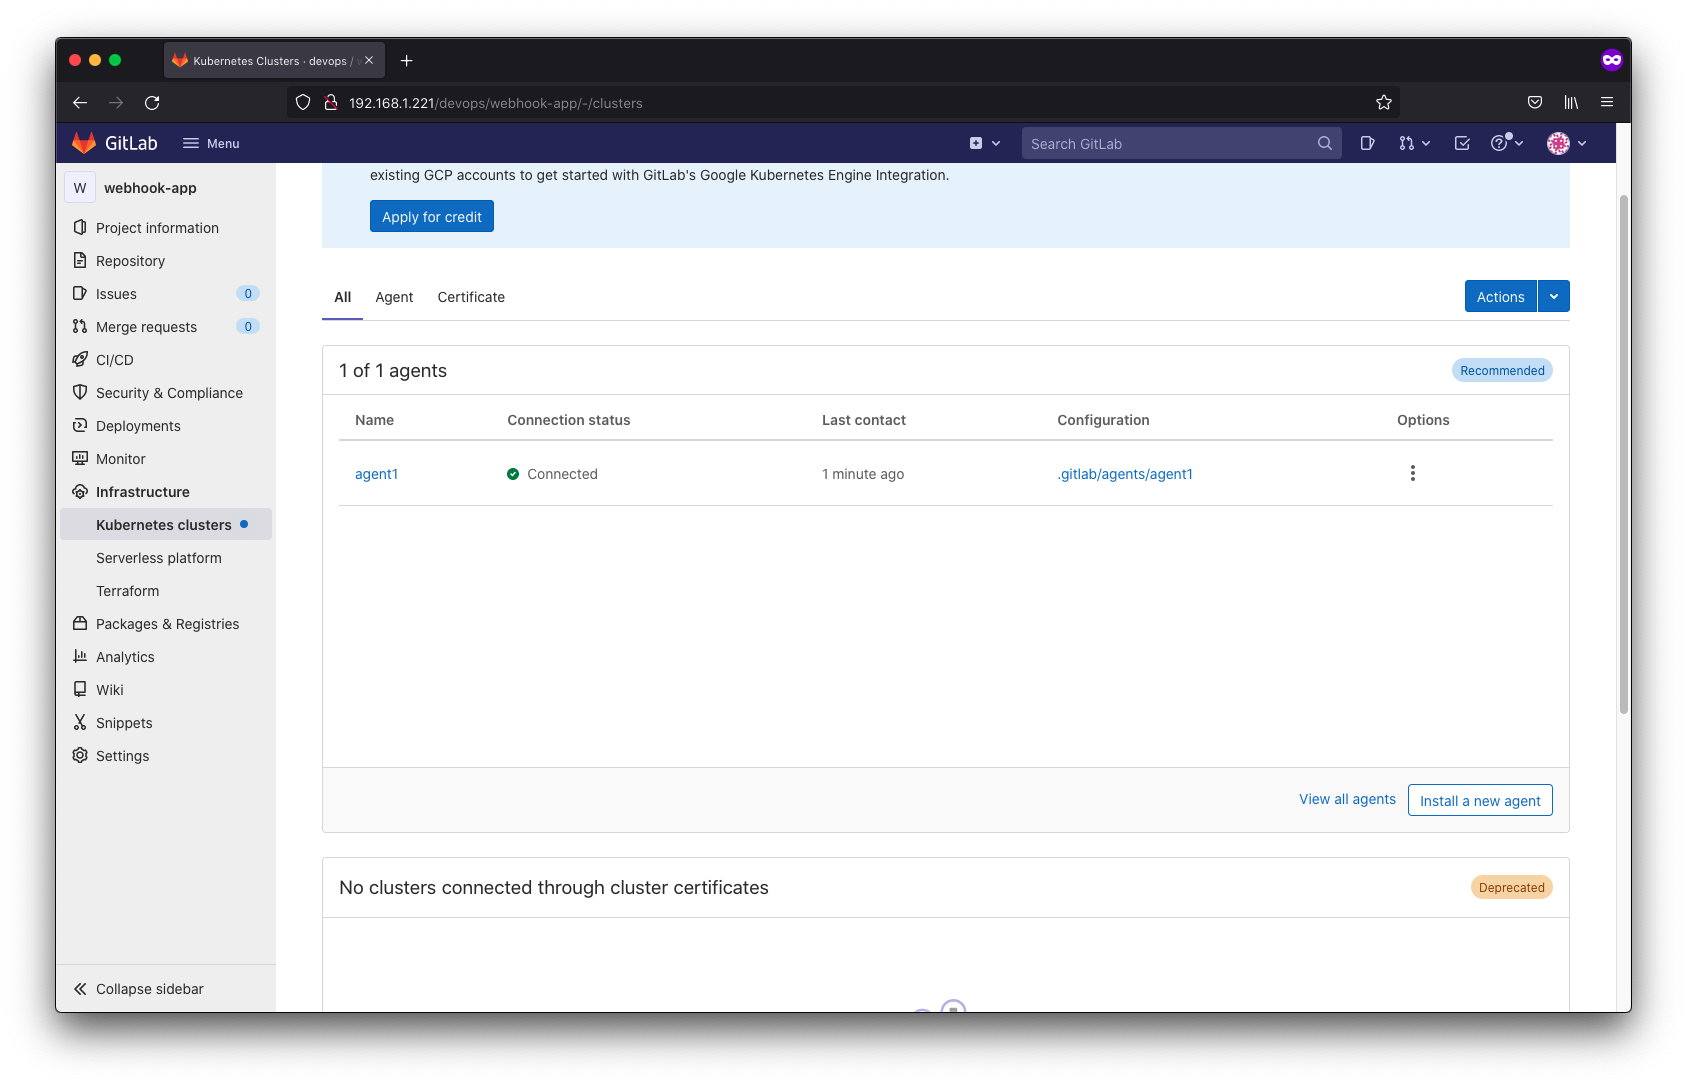 Kubernetes Clusters · devops /
192.168.1.221/devops/webhook-app/-/clusters
GitLab
Menu
Search GitLab
W
webhook-app
Project information
Repository
Issues
0
Merge requests
0
CI/CD
Security & Compliance
Deployments
Monitor
Infrastructure
Kubernetes clusters
Serverless platform
Terraform
Packages & Registries
Analytics
Wiki
Snippets
Settings
Collapse sidebar
existing GCP accounts to get started with GitLab's Google Kubernetes Engine Integration.
Apply for credit
All
Agent
Certificate
Actions
1 of 1 agents
Recommended
Name
Connection status
Last contact
Configuration
Options
agent1
Connected
1 minute ago
.gitlab/agents/agent1
View all agents
Install a new agent
No clusters connected through cluster certificates
Deprecated